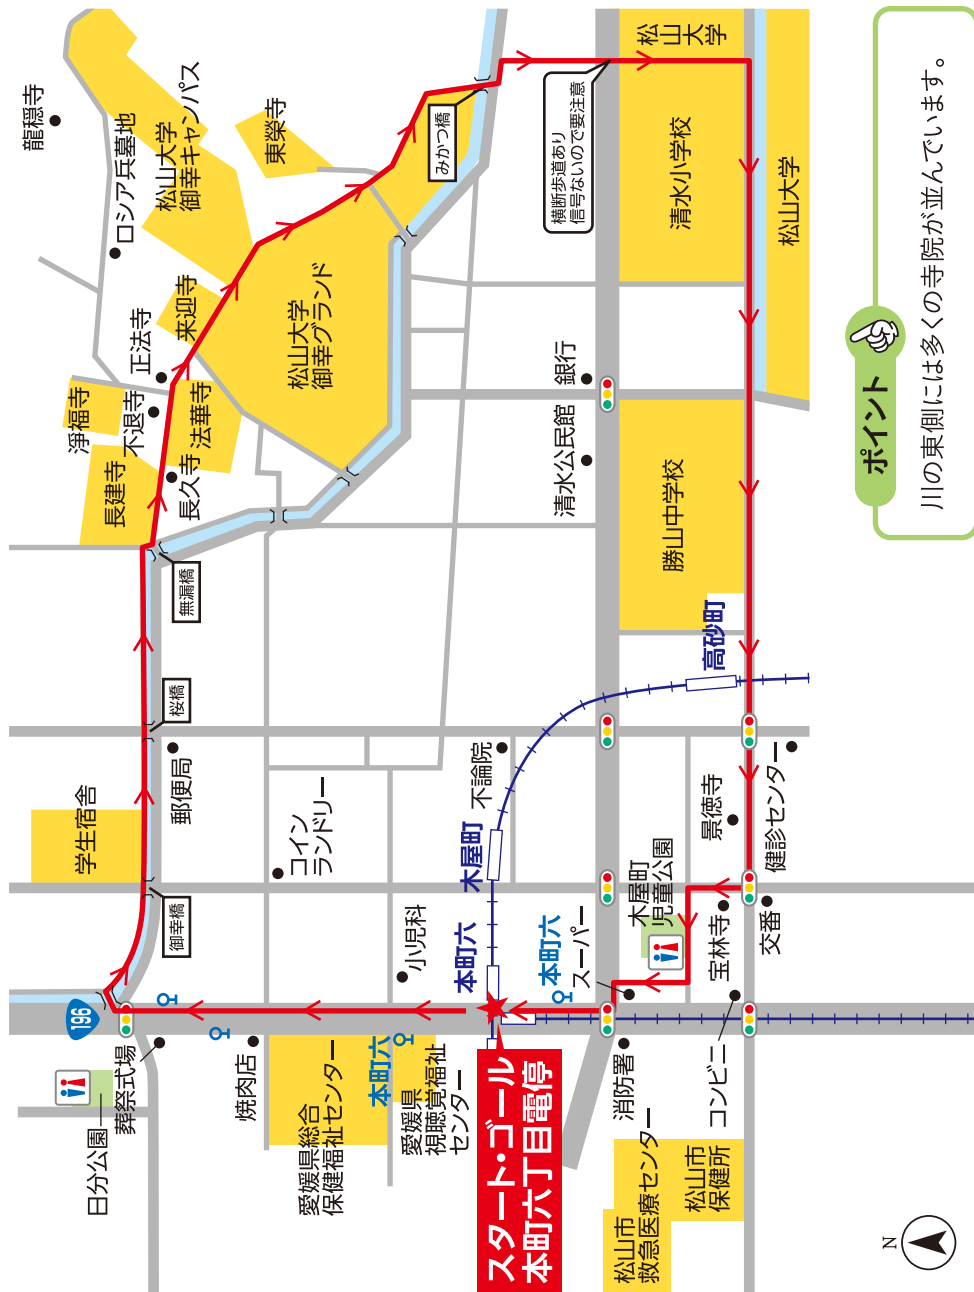 龍穏寺
ロシア兵墓地
松山大学
御幸キャンパス
東榮寺
来迎寺
正法寺
浄福寺
不退寺
法華寺
長建寺
長久寺
松山大学
御幸グランド
みかつ橋
横断歩道あり
信号ないので要注意
松山
大学
清水小学校
松山大学
無漏橋
銀行
清水公民館
勝山中学校
桜橋
高砂町
学生宿舎
郵便局
コイン
ランドリー
不論院
木屋町
御幸橋
小児科
本町六
本町六
スーパー
木屋町
児童公園
景徳寺
健診センター
宝林寺
交番
196
日分公園
葬祭式場
焼肉店
愛媛県総合
保健福祉センター
本町六
愛媛県
視聴覚福祉
センター
スタート・ゴール
本町六丁目電停
消防署
コンビニ
松山市
救急医療センター
松山市
保健所
N
ポイント
川の東側には多くの寺院が並んでいます。